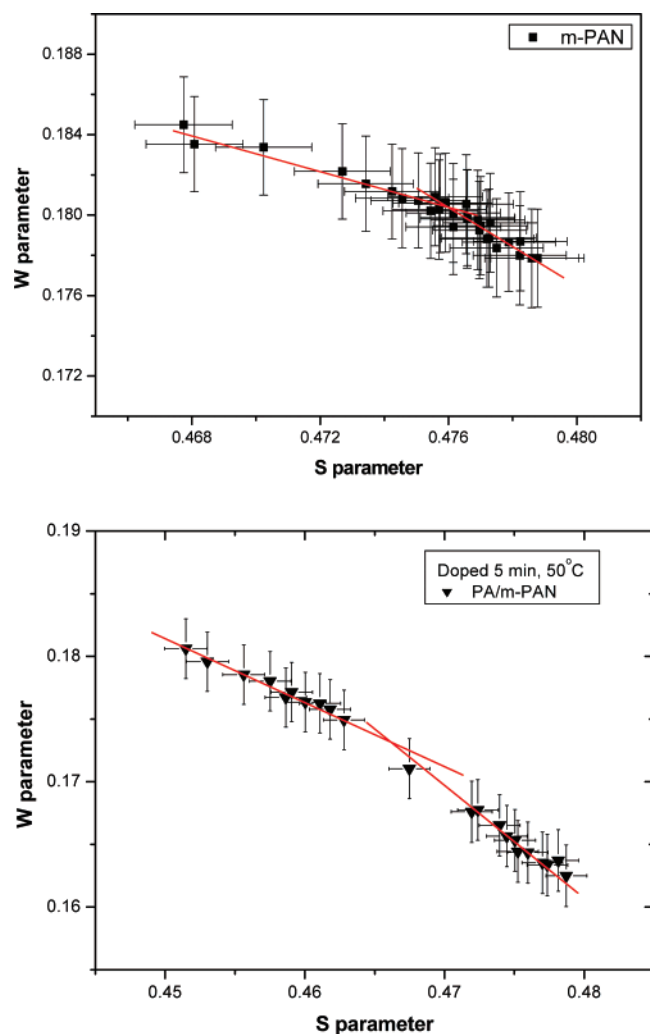 m-PAN
0.188
0.184
0.180
0.176
0.172
W parameter
0.468 0.472 0.476 0.480
S parameter
0.19
0.18
0.17
0.16
W parameter
Doped 5 min, 50°C
PA/m-PAN
0.45 0.46 0.47 0.48
S parameter